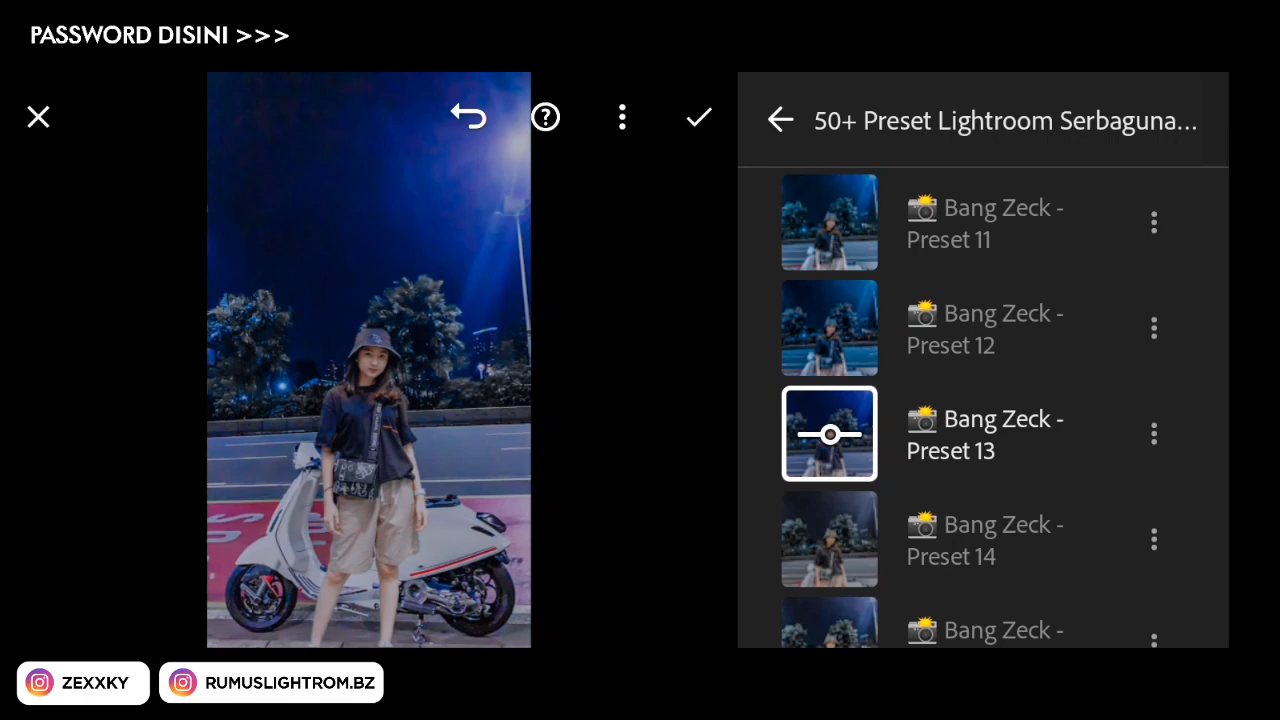 PASSWORD DISINI >>>
50+ Preset Lightroom Serbaguna...
📸 Bang Zeck -
Preset 11
📸 Bang Zeck -
Preset 12
📸 Bang Zeck -
Preset 13
📸 Bang Zeck -
Preset 14
📸 Bang Zeck -
ZEXXKY
RUMUSLIGHTROM.BZ